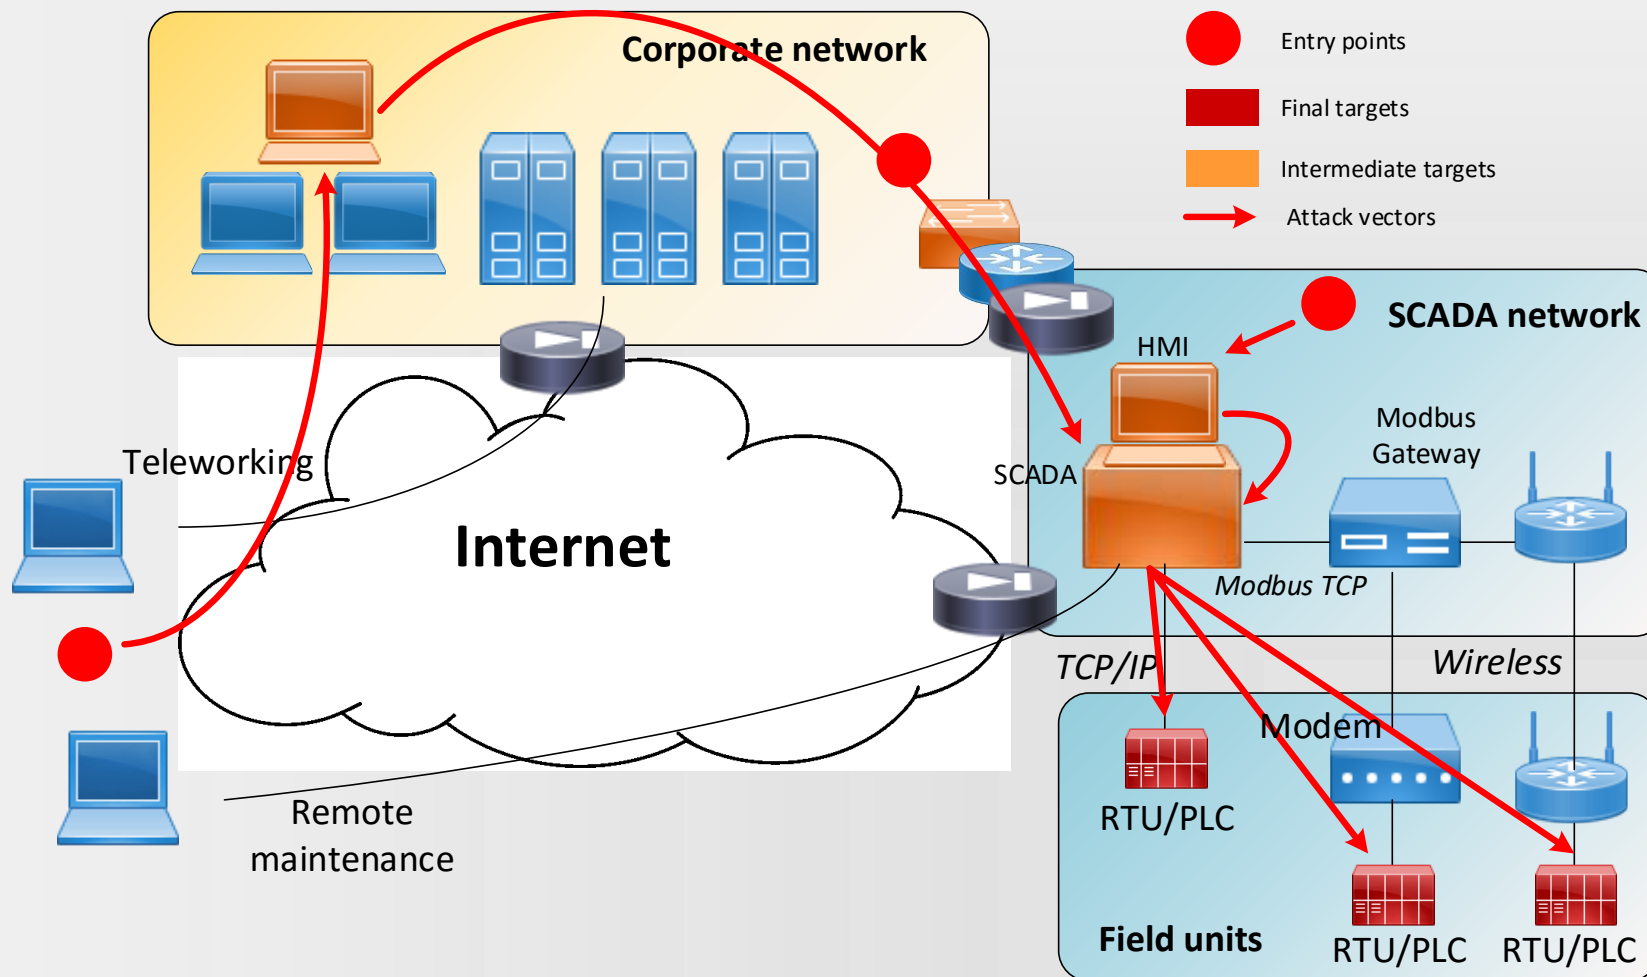 Corporate network
Entry points
Final targets
Intermediate targets
Attack vectors
SCADA network
HMI
Modbus
Gateway
SCADA
Teleworking
Internet
Modbus TCP
TCP/IP
Wireless
Modem
Remote
maintenance
RTU/PLC
Field units
RTU/PLC
RTU/PLC